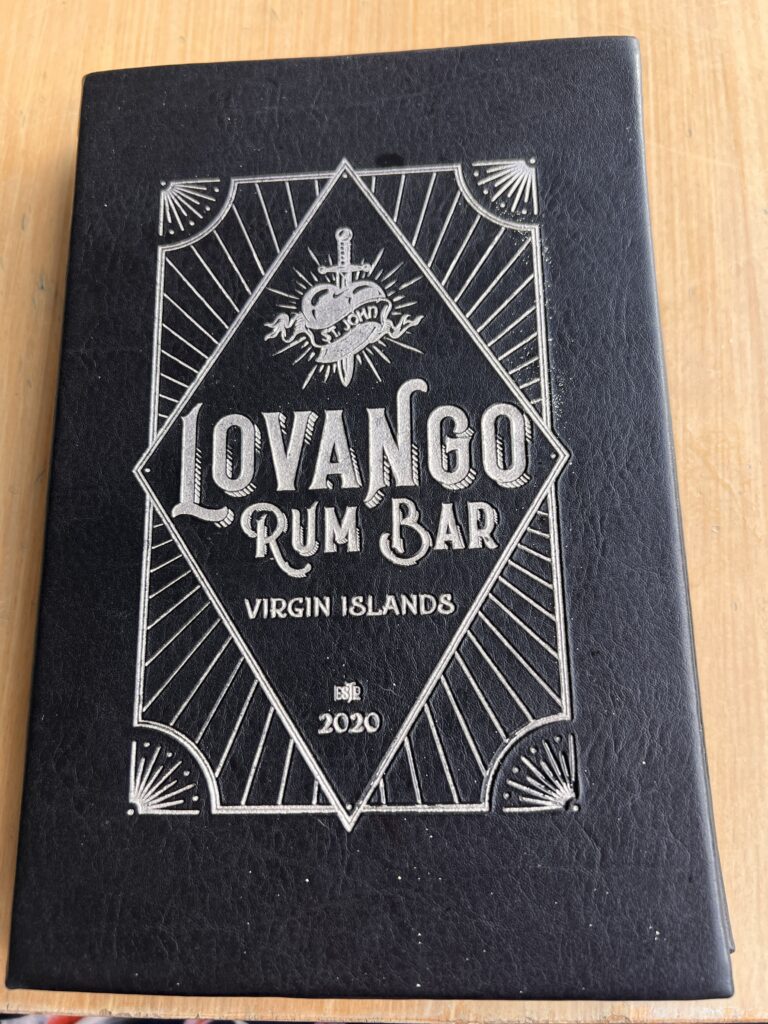 ST. JOHN
LOVANGO
RUM BAR
VIRGIN ISLANDS
ESTD
2020